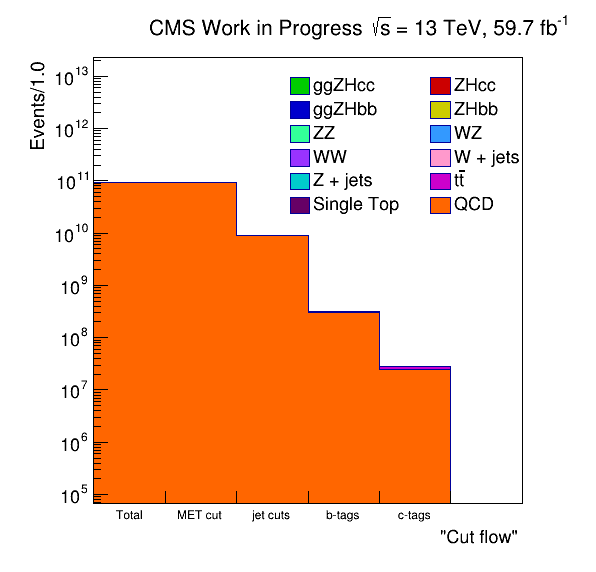 CMS Work in Progress √s = 13 TeV, 59.7 fb⁻¹
Events/1.0
10¹³
10¹²
10¹¹
10¹⁰
10⁹
10⁸
10⁷
10⁶
10⁵
ggZHcc ZHcc
ggZHbb ZHbb
ZZ WZ
WW W + jets
Z + jets tt̄
Single Top QCD
Total MET cut jet cuts b-tags c-tags
"Cut flow"